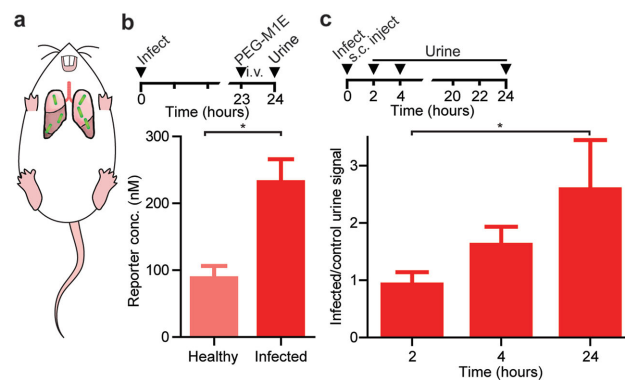 a
b
Infect
PEG-M1E
i.v.
Urine
0
23
24
Time (hours)
*
300
200
100
0
Reporter conc. (nM)
Healthy
Infected
c
Infect
s.c. inject
Urine
0
2
4
20
22
24
Time (hours)
*
3
2
1
0
Infected/control urine signal
2
4
24
Time (hours)